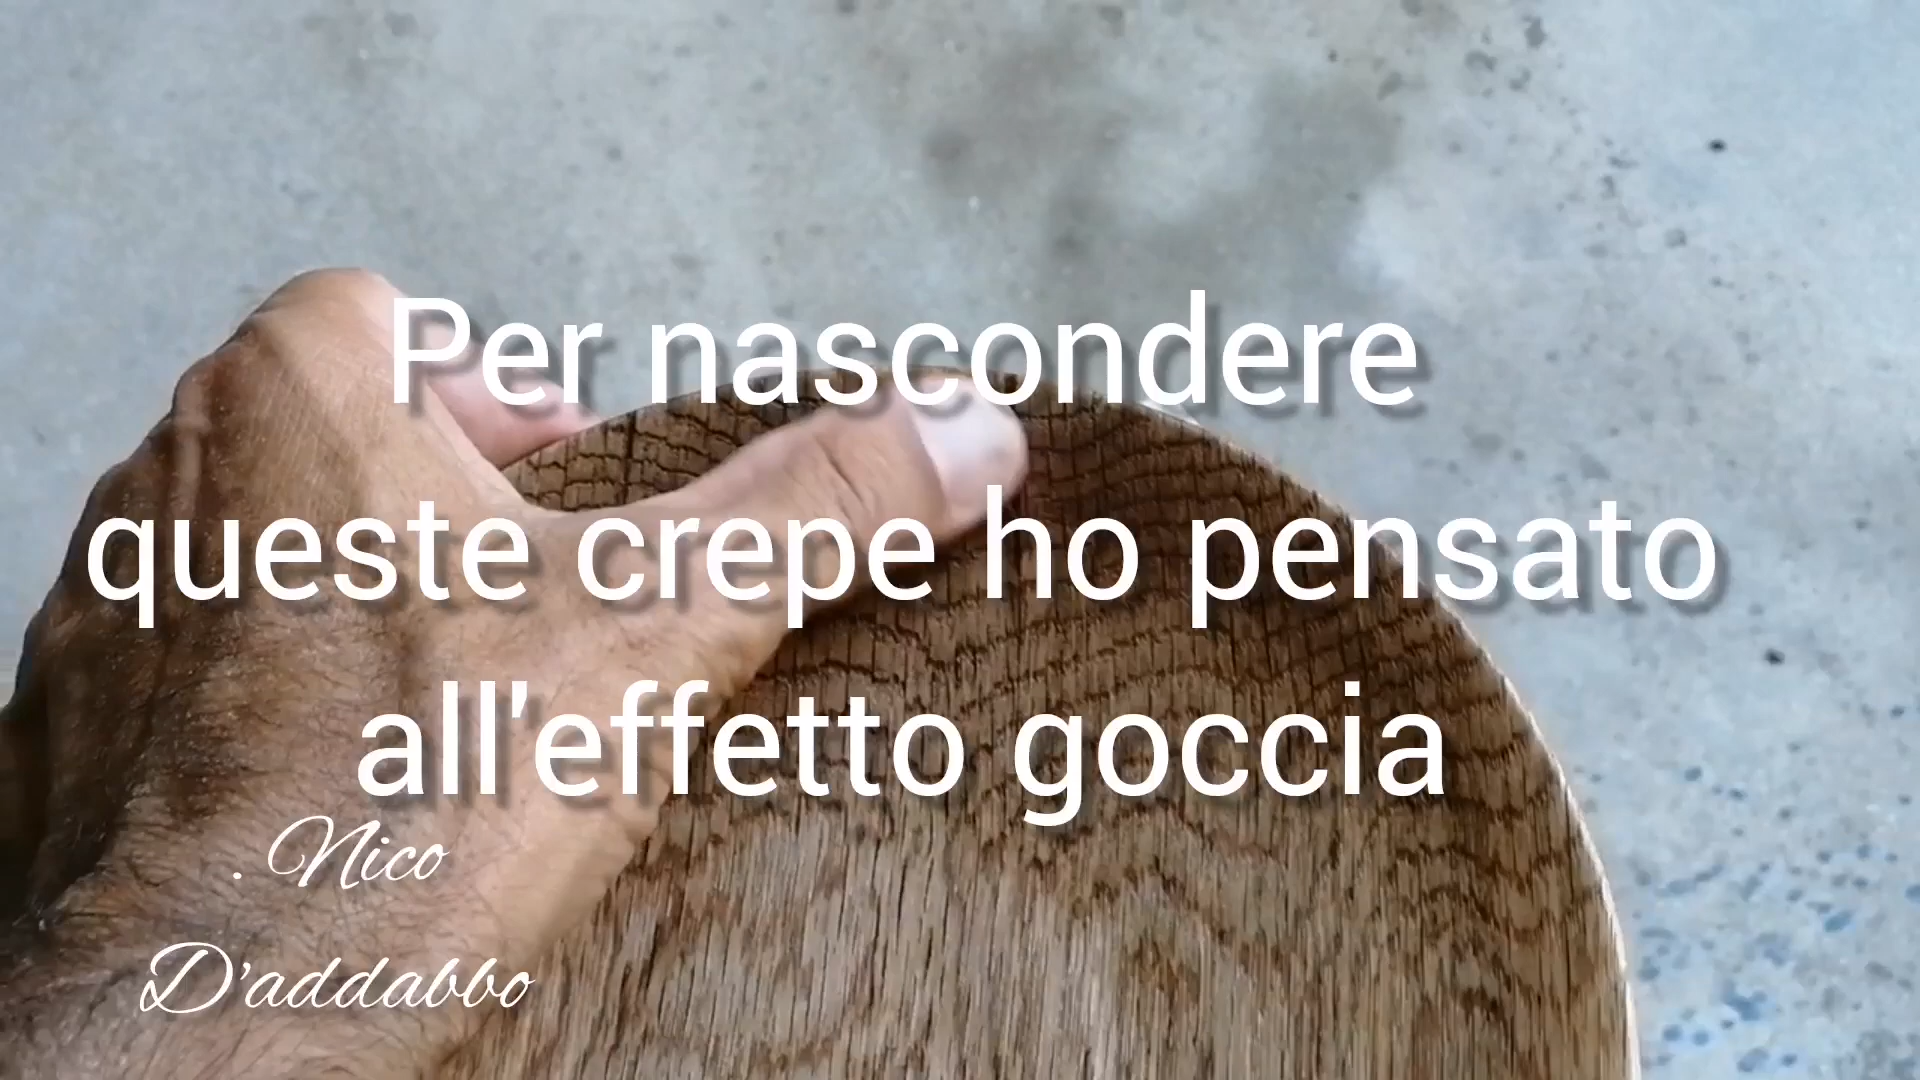 Per nascondere
queste crepe ho pensato
all'effetto goccia
. Nico
D'addabbo